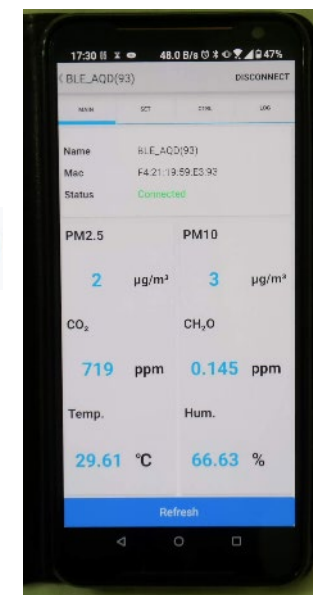 17:30 48.0 B/s 47%
BLE_AQD(93) DISCONNECT
MAIN SET CTRL LOG
Name BLE_AQD(93)
Mac F4:21:19:59:E3:93
Status Connected
PM2.5 PM10
2 µg/m³ 3 µg/m³
CO₂ CH₂O
719 ppm 0.145 ppm
Temp. Hum.
29.61 °C 66.63 %
Refresh